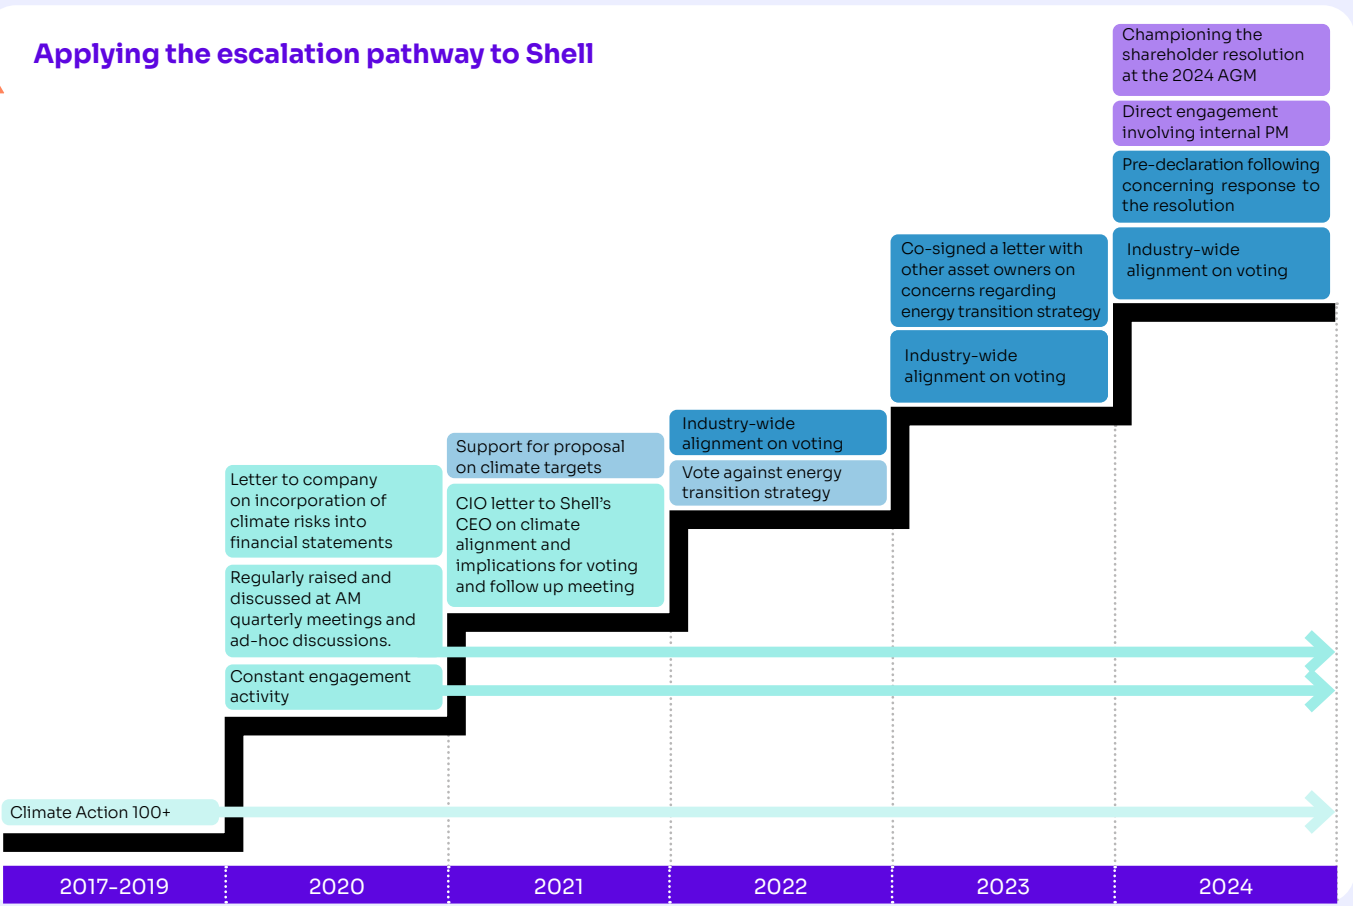 Applying the escalation pathway to Shell
Championing the
shareholder resolution
at the 2024 AGM
Direct engagement
involving internal PM
Pre-declaration following
concerning response to
the resolution
Industry-wide
alignment on voting
Co-signed a letter with
other asset owners on
concerns regarding
energy transition strategy
Industry-wide
alignment on voting
Industry-wide
alignment on voting
Vote against energy
transition strategy
Support for proposal
on climate targets
CIO letter to Shell’s
CEO on climate
alignment and
implications for voting
and follow up meeting
Letter to company
on incorporation of
climate risks into
financial statements
Regularly raised and
discussed at AM
quarterly meetings and
ad-hoc discussions.
Constant engagement
activity
Climate Action 100+
2017-2019
2020
2021
2022
2023
2024